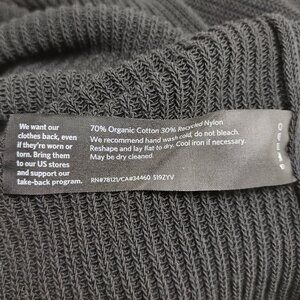 We want our
clothes back, even
if they're worn or
torn. Bring them
to our US stores
and support our
take-back program.
70% Organic Cotton 30% Recycled Nylon
We recommend hand wash cold, do not bleach.
Reshape and lay flat to dry. Cool iron if necessary.
May be dry cleaned.
RN#78121/CA#34460 519ZYV